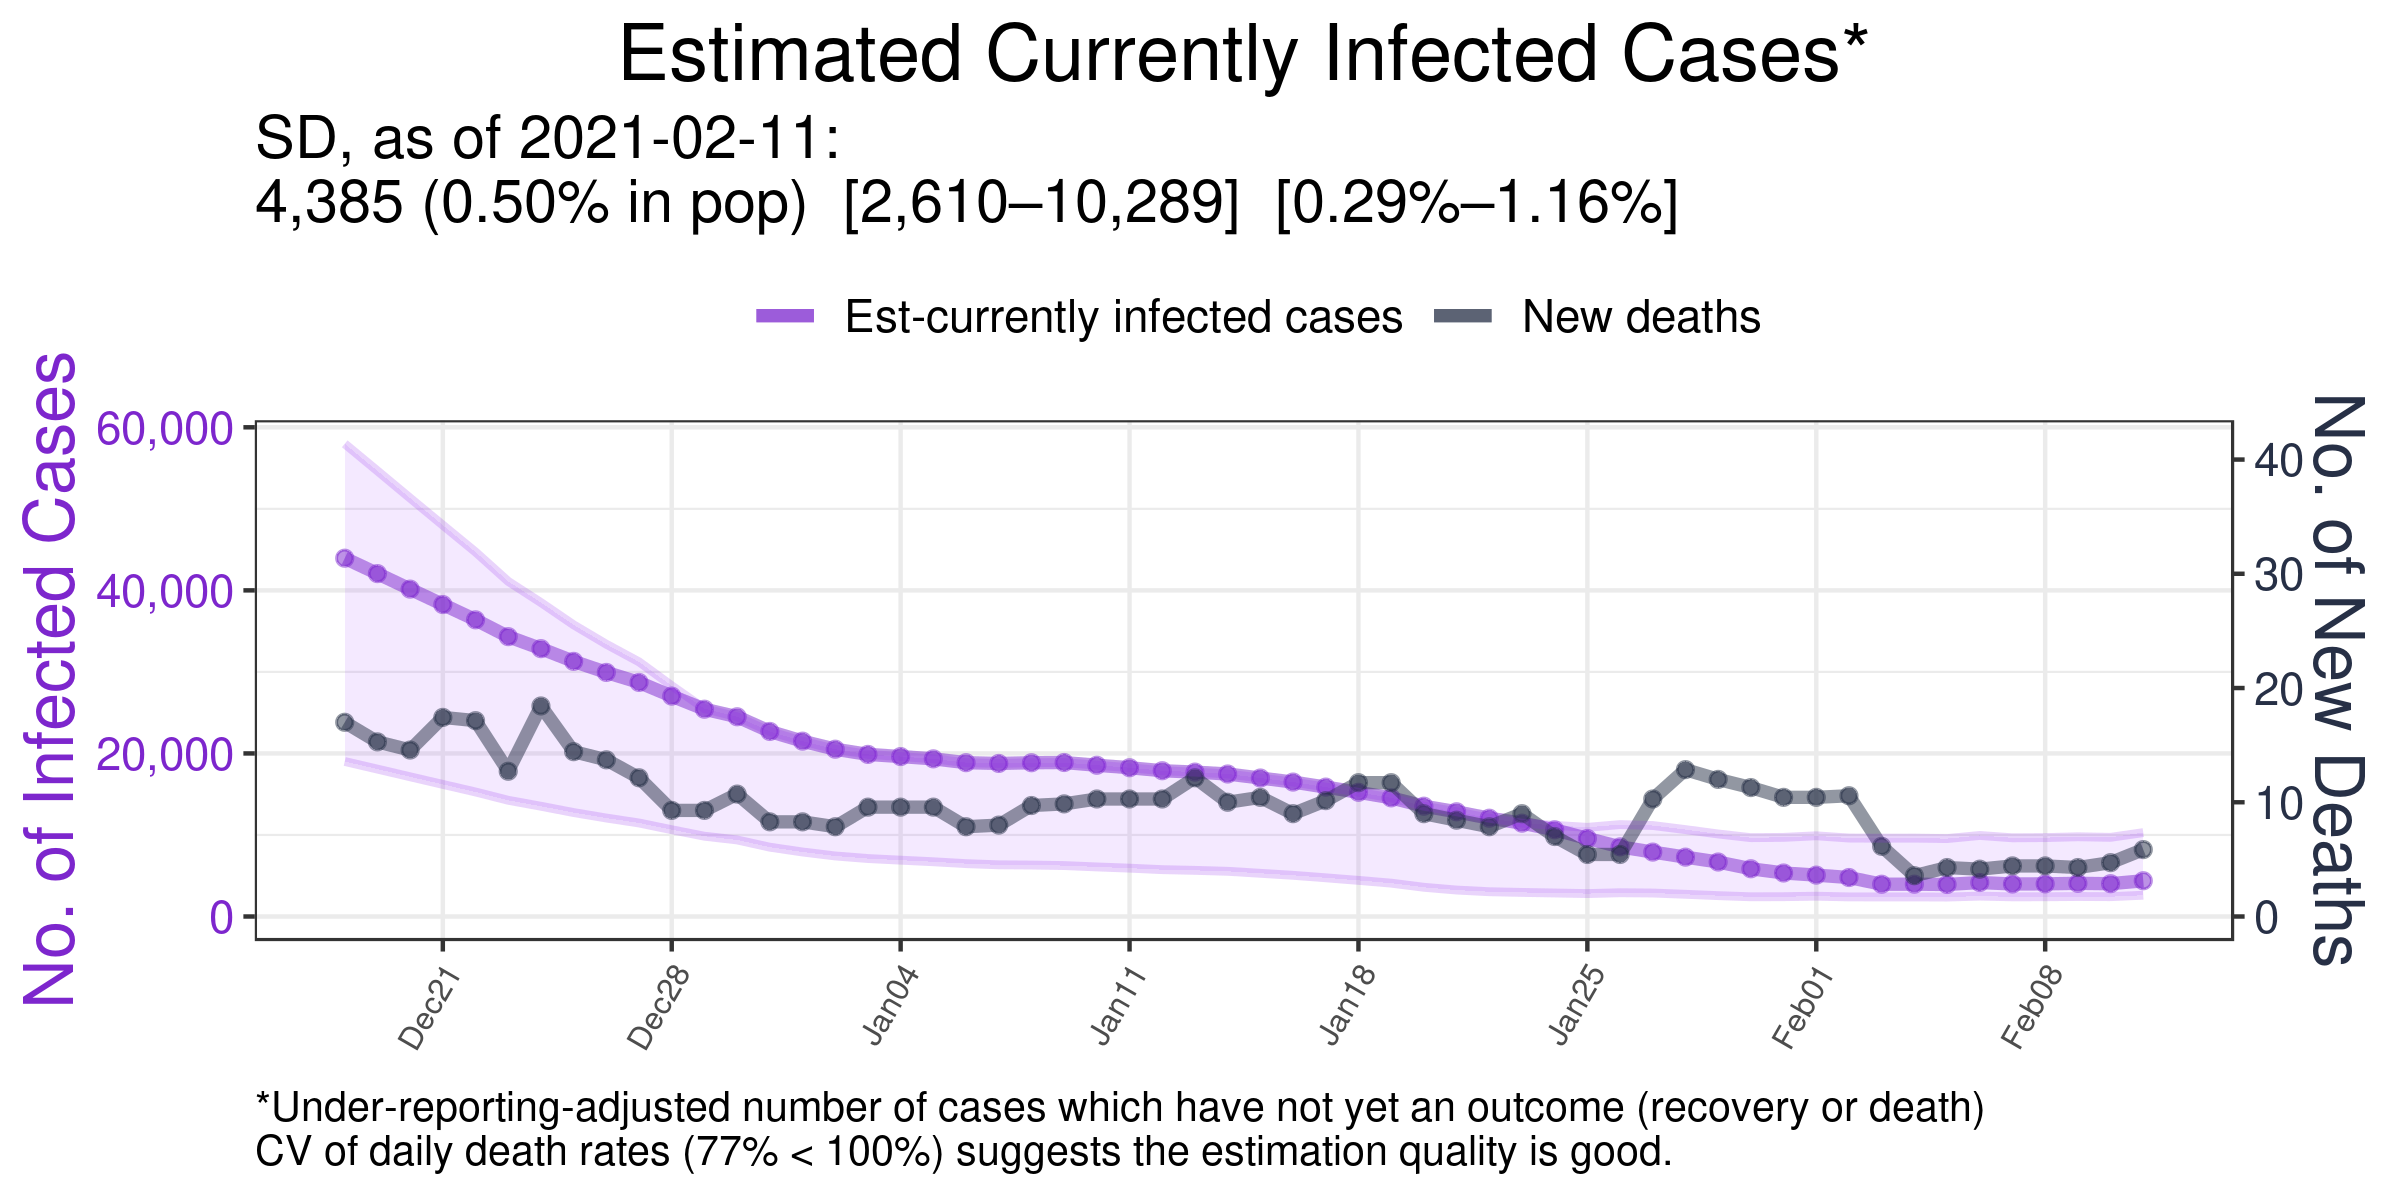 Estimated Currently Infected Cases*
SD, as of 2021-02-11:
4,385 (0.50% in pop)  [2,610–10,289]  [0.29%–1.16%]
Est-currently infected cases
New deaths
No. of Infected Cases
60,000
40,000
20,000
0
40
30
20
10
0
No. of New Deaths
Dec21
Dec28
Jan04
Jan11
Jan18
Jan25
Feb01
Feb08
*Under-reporting-adjusted number of cases which have not yet an outcome (recovery or death)
CV of daily death rates (77% < 100%) suggests the estimation quality is good.